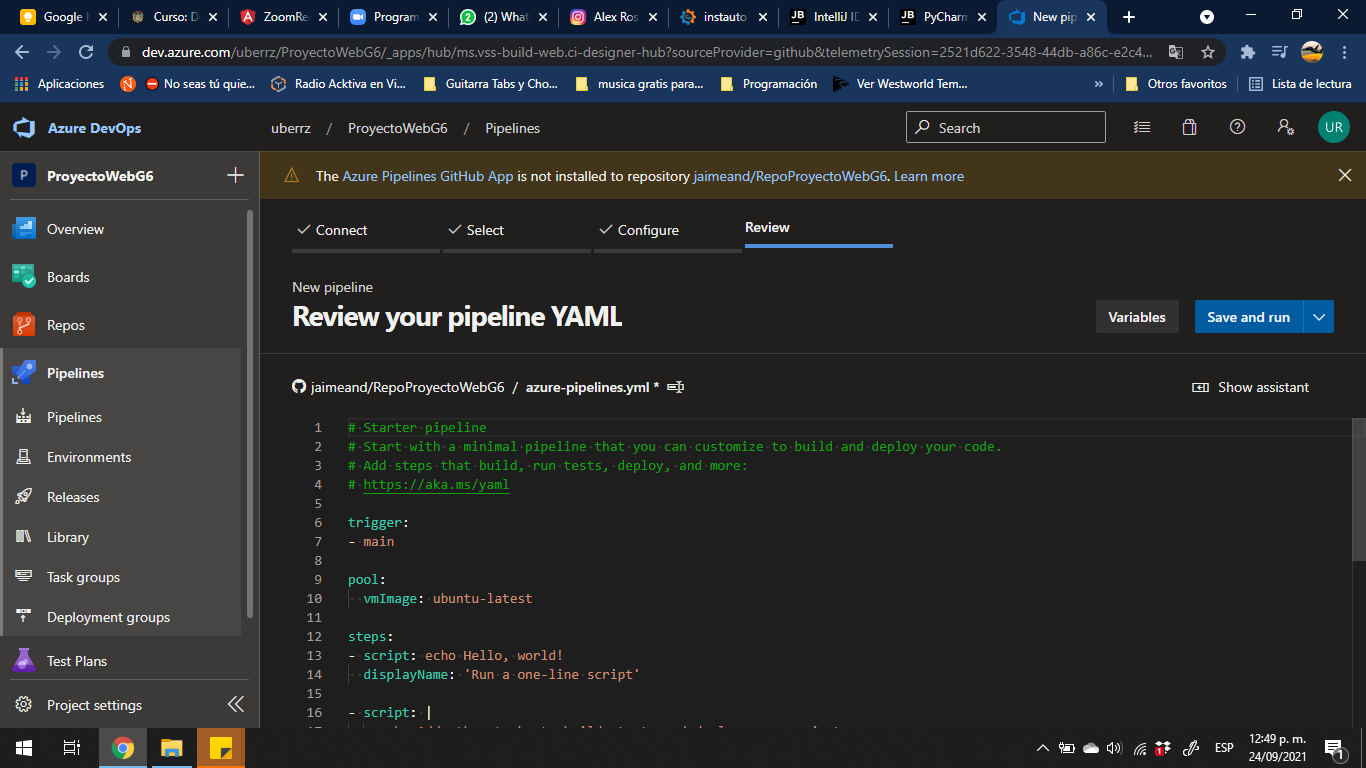 Google
Curso: D
ZoomRe
Program
(2) What
Alex Ros
instauto
IntelliJ ID
PyCharm
New pip
dev.azure.com/uberrz/ProyectoWebG6/_apps/hub/ms.vss-build-web.ci-designer-hub?sourceProvider=github&telemetrySession=2521d622-3548-44db-a86c-e2c4...
Aplicaciones
No seas tú quie...
Radio Acktiva en Vi...
Guitarra Tabs y Cho...
musica gratis para...
Programación
Ver Westworld Tem...
»
Otros favoritos
Lista de lectura
Azure DevOps
uberrz / ProyectoWebG6 / Pipelines
Search
UR
P ProyectoWebG6
The Azure Pipelines GitHub App is not installed to repository jaimeand/RepoProyectoWebG6. Learn more
Overview
Boards
Repos
Pipelines
Pipelines
Environments
Releases
Library
Task groups
Deployment groups
Test Plans
Project settings
Connect
Select
Configure
Review
New pipeline
Review your pipeline YAML
Variables
Save and run
jaimeand/RepoProyectoWebG6 / azure-pipelines.yml *
Show assistant
1 # Starter pipeline
2 # Start with a minimal pipeline that you can customize to build and deploy your code.
3 # Add steps that build, run tests, deploy, and more:
4 # https://aka.ms/yaml
5
6 trigger:
7 - main
8
9 pool:
10 vmImage: ubuntu-latest
11
12 steps:
13 - script: echo Hello, world!
14 displayName: 'Run a one-line script'
15
16 - script: |
ESP
12:49 p. m.
24/09/2021
1